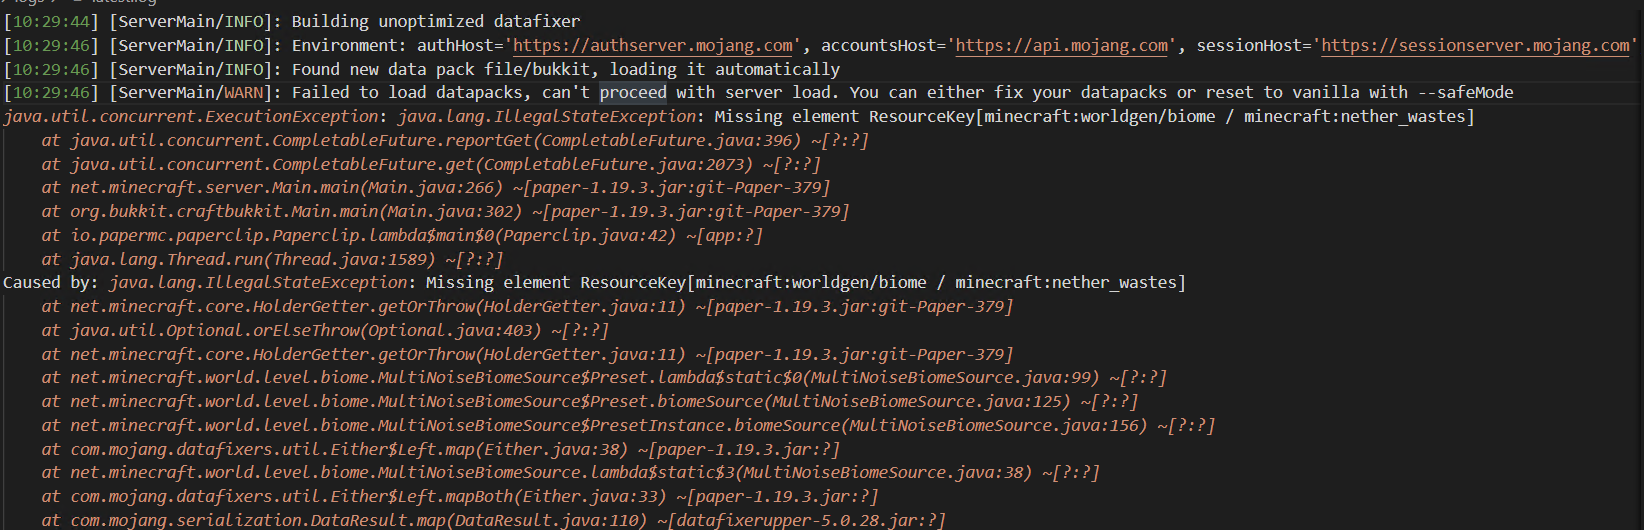 [10:29:44] [ServerMain/INFO]: Building unoptimized datafixer
[10:29:46] [ServerMain/INFO]: Environment: authHost='https://authserver.mojang.com', accountsHost='https://api.mojang.com', sessionHost='https://sessionserver.mojang.com'
[10:29:46] [ServerMain/INFO]: Found new data pack file/bukkit, loading it automatically
[10:29:46] [ServerMain/WARN]: Failed to load datapacks, can't proceed with server load. You can either fix your datapacks or reset to vanilla with --safeMode
java.util.concurrent.ExecutionException: java.lang.IllegalStateException: Missing element ResourceKey[minecraft:worldgen/biome / minecraft:nether_wastes]
at java.util.concurrent.CompletableFuture.reportGet(CompletableFuture.java:396) ~[?:?]
at java.util.concurrent.CompletableFuture.get(CompletableFuture.java:2073) ~[?:?]
at net.minecraft.server.Main.main(Main.java:266) ~[paper-1.19.3.jar:git-Paper-379]
at org.bukkit.craftbukkit.Main.main(Main.java:302) ~[paper-1.19.3.jar:git-Paper-379]
at io.papermc.paperclip.Paperclip.lambda$main$0(Paperclip.java:42) ~[app:?]
at java.lang.Thread.run(Thread.java:1589) ~[?:?]
Caused by: java.lang.IllegalStateException: Missing element ResourceKey[minecraft:worldgen/biome / minecraft:nether_wastes]
at net.minecraft.core.HolderGetter.getOrThrow(HolderGetter.java:11) ~[paper-1.19.3.jar:git-Paper-379]
at java.util.Optional.orElseThrow(Optional.java:403) ~[?:?]
at net.minecraft.core.HolderGetter.getOrThrow(HolderGetter.java:11) ~[paper-1.19.3.jar:git-Paper-379]
at net.minecraft.world.level.biome.MultiNoiseBiomeSource$Preset.lambda$static$0(MultiNoiseBiomeSource.java:99) ~[?:?]
at net.minecraft.world.level.biome.MultiNoiseBiomeSource$Preset.biomeSource(MultiNoiseBiomeSource.java:125) ~[?:?]
at net.minecraft.world.level.biome.MultiNoiseBiomeSource$PresetInstance.biomeSource(MultiNoiseBiomeSource.java:156) ~[?:?]
at com.mojang.datafixers.util.Either$Left.map(Either.java:38) ~[paper-1.19.3.jar:?]
at net.minecraft.world.level.biome.MultiNoiseBiomeSource.lambda$static$3(MultiNoiseBiomeSource.java:38) ~[?:?]
at com.mojang.datafixers.util.Either$Left.mapBoth(Either.java:33) ~[paper-1.19.3.jar:?]
at com.mojang.serialization.DataResult.map(DataResult.java:110) ~[datafixerupper-5.0.28.jar:?]